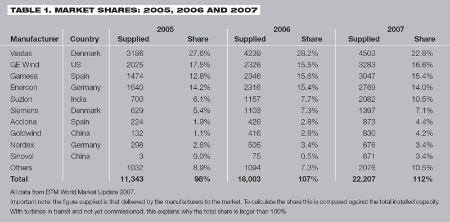 TABLE 1. MARKET SHARES: 2005, 2006 AND 2007
2005 2006 2007
Manufacturer Country Supplied Share Supplied Share Supplied Share
Vestas Denmark 3186 27.6% 4239 28.2% 4503 22.8%
GE Wind US 2025 17.5% 2326 15.5% 3283 16.6%
Gamesa Spain 1474 12.8% 2346 15.6% 3047 15.4%
Enercon Germany 1640 14.2% 2316 15.4% 2769 14.0%
Suzlon India 700 6.1% 1157 7.7% 2082 10.5%
Siemens Denmark 629 5.4% 1103 7.3% 1397 7.1%
Acciona Spain 224 1.9% 426 2.8% 873 4.4%
Goldwind China 132 1.1% 416 2.8% 830 4.2%
Nordex Germany 298 2.6% 505 3.4% 676 3.4%
Sinovel China 3 0.0% 75 0.5% 671 3.4%
Others 1032 8.9% 1094 7.3% 2076 10.5%
Total 11,343 98% 16,003 107% 22,207 112%
All data from BTM World Market Update 2007.
Important note: the figure supplied is that delivered by the manufacturers to the market. To calculate the share this is compared against the total installed capacity.
With turbines in transit and not yet commissioned, this explains why the total share is larger than 100%